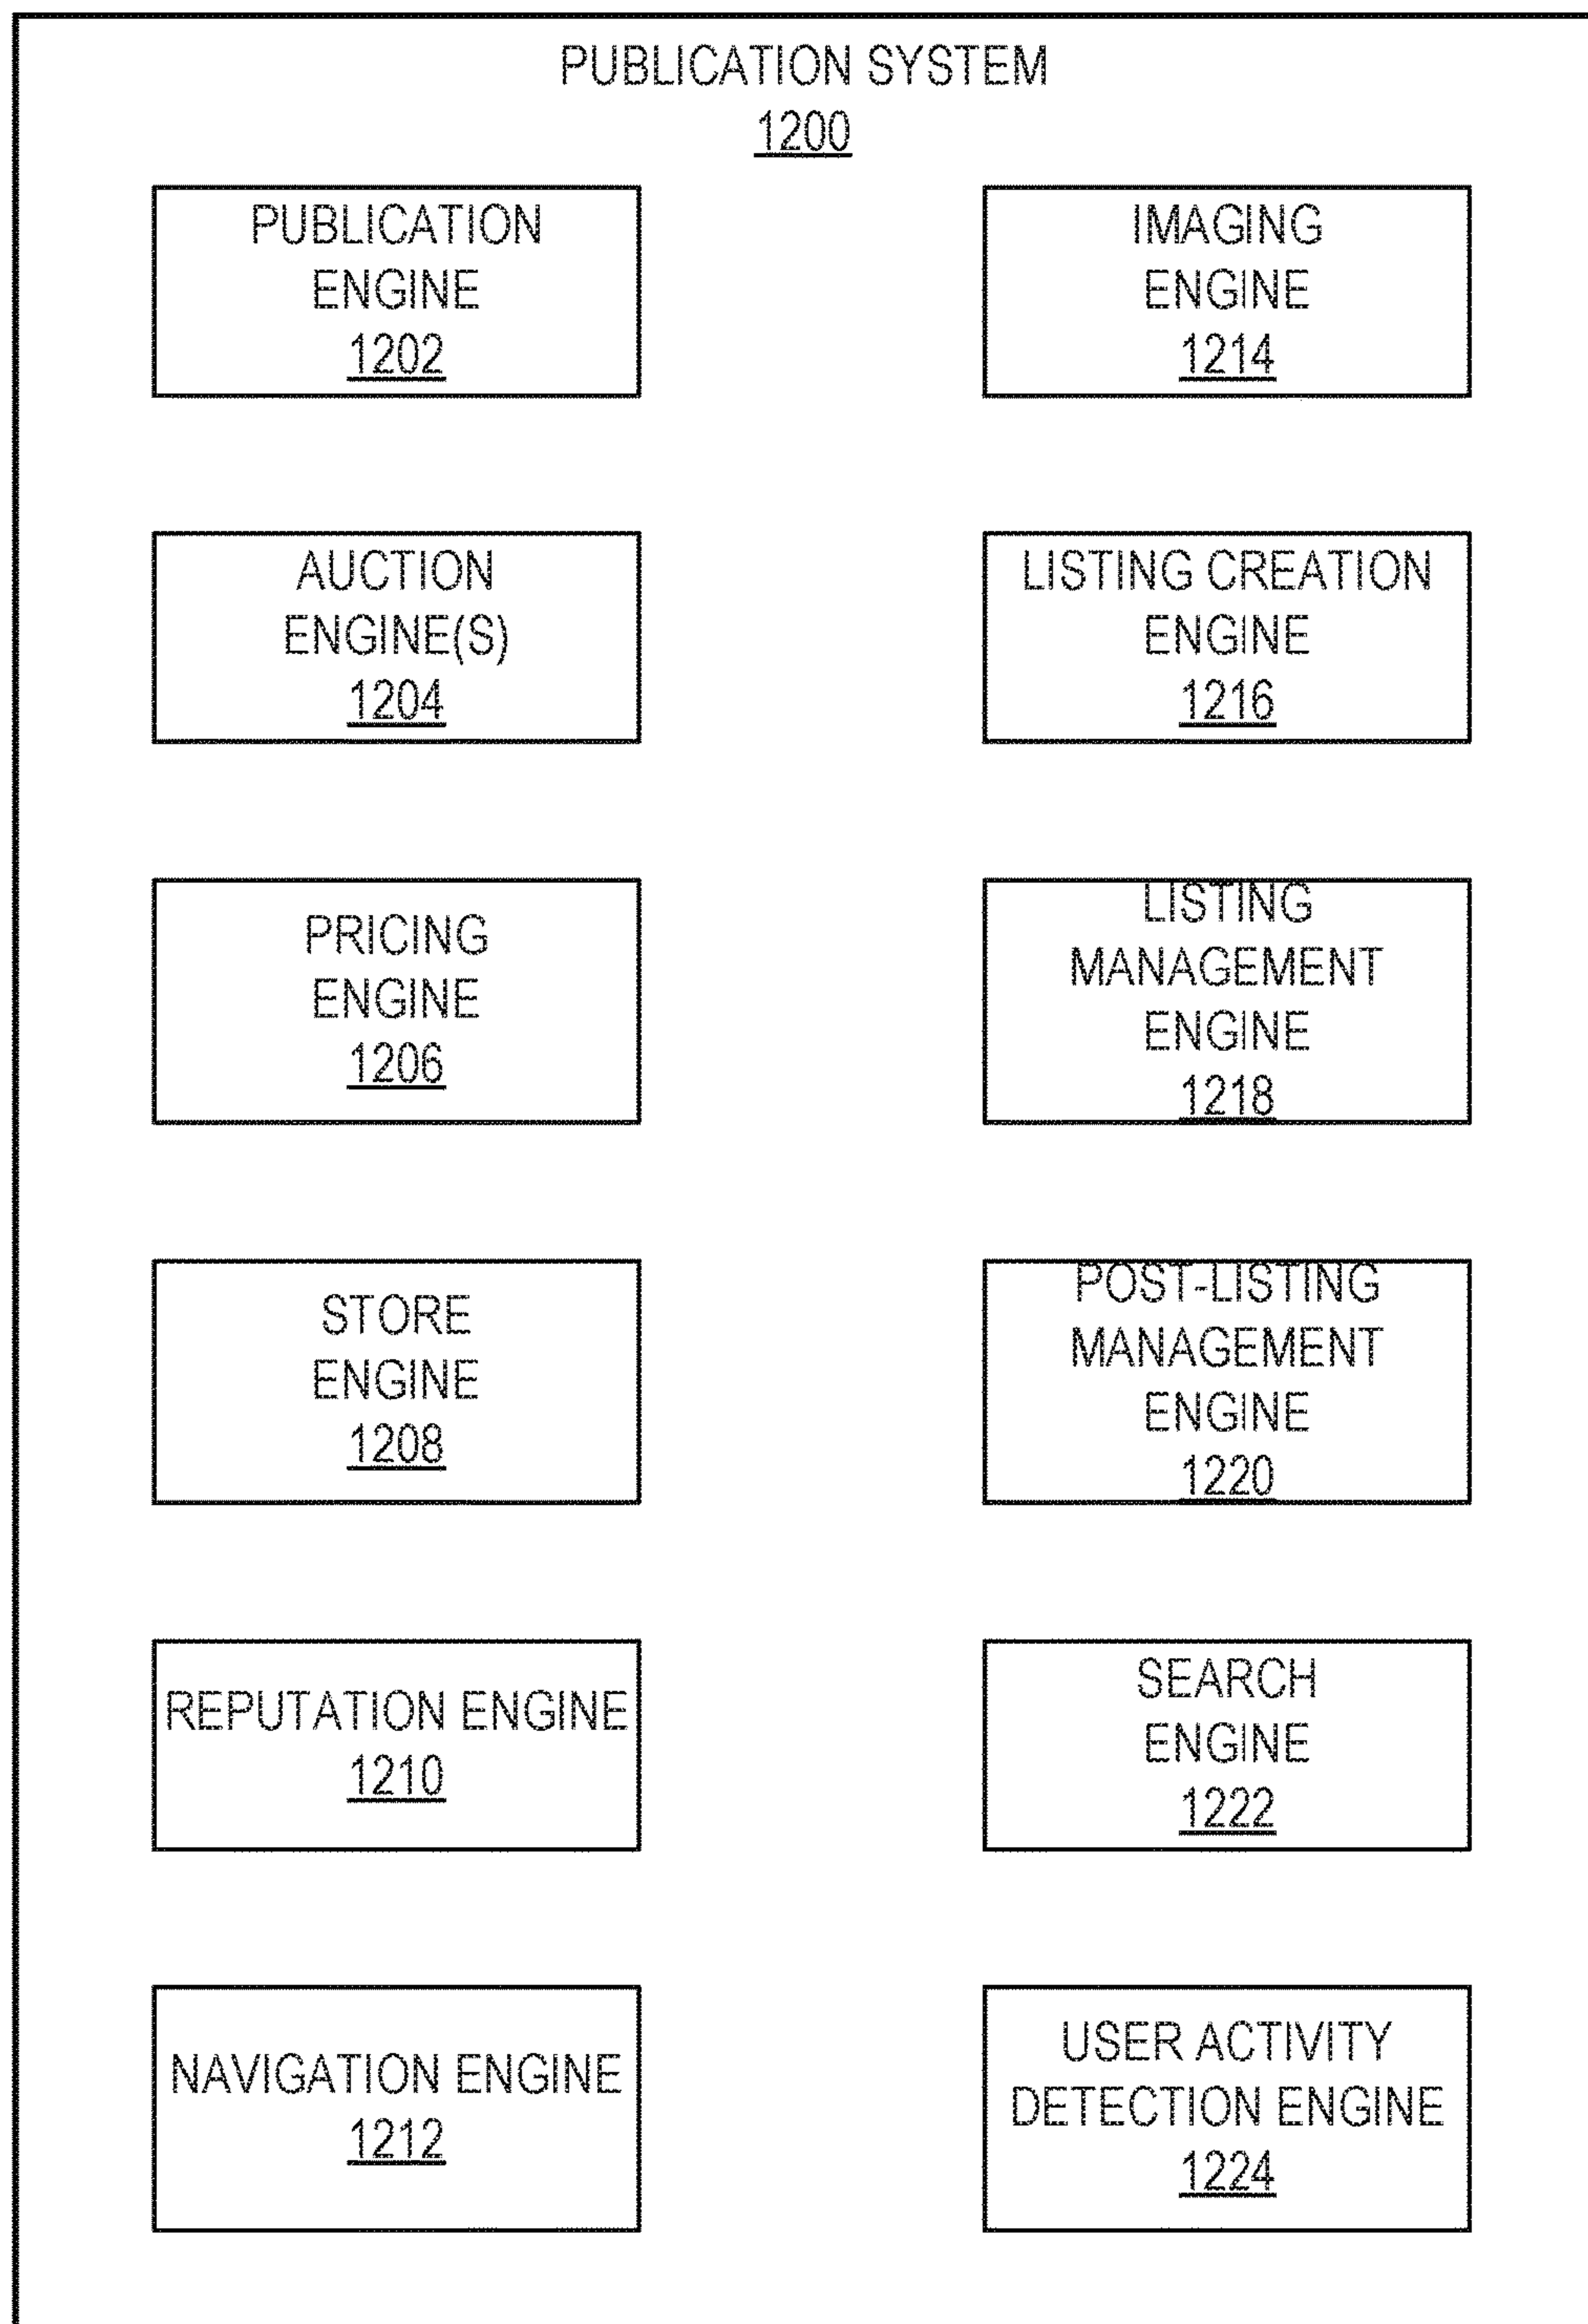 PUBLICATION SYSTEM
1200
PUBLICATION
ENGINE
1202
IMAGING
ENGINE
1214
AUCTION
ENGINE(S)
1204
LISTING CREATION
ENGINE
1216
PRICING
ENGINE
1206
LISTING
MANAGEMENT
ENGINE
1218
STORE
ENGINE
1208
POST-LISTING
MANAGEMENT
ENGINE
1220
REPUTATION ENGINE
1210
SEARCH
ENGINE
1222
NAVIGATION ENGINE
1212
USER ACTIVITY
DETECTION ENGINE
1224